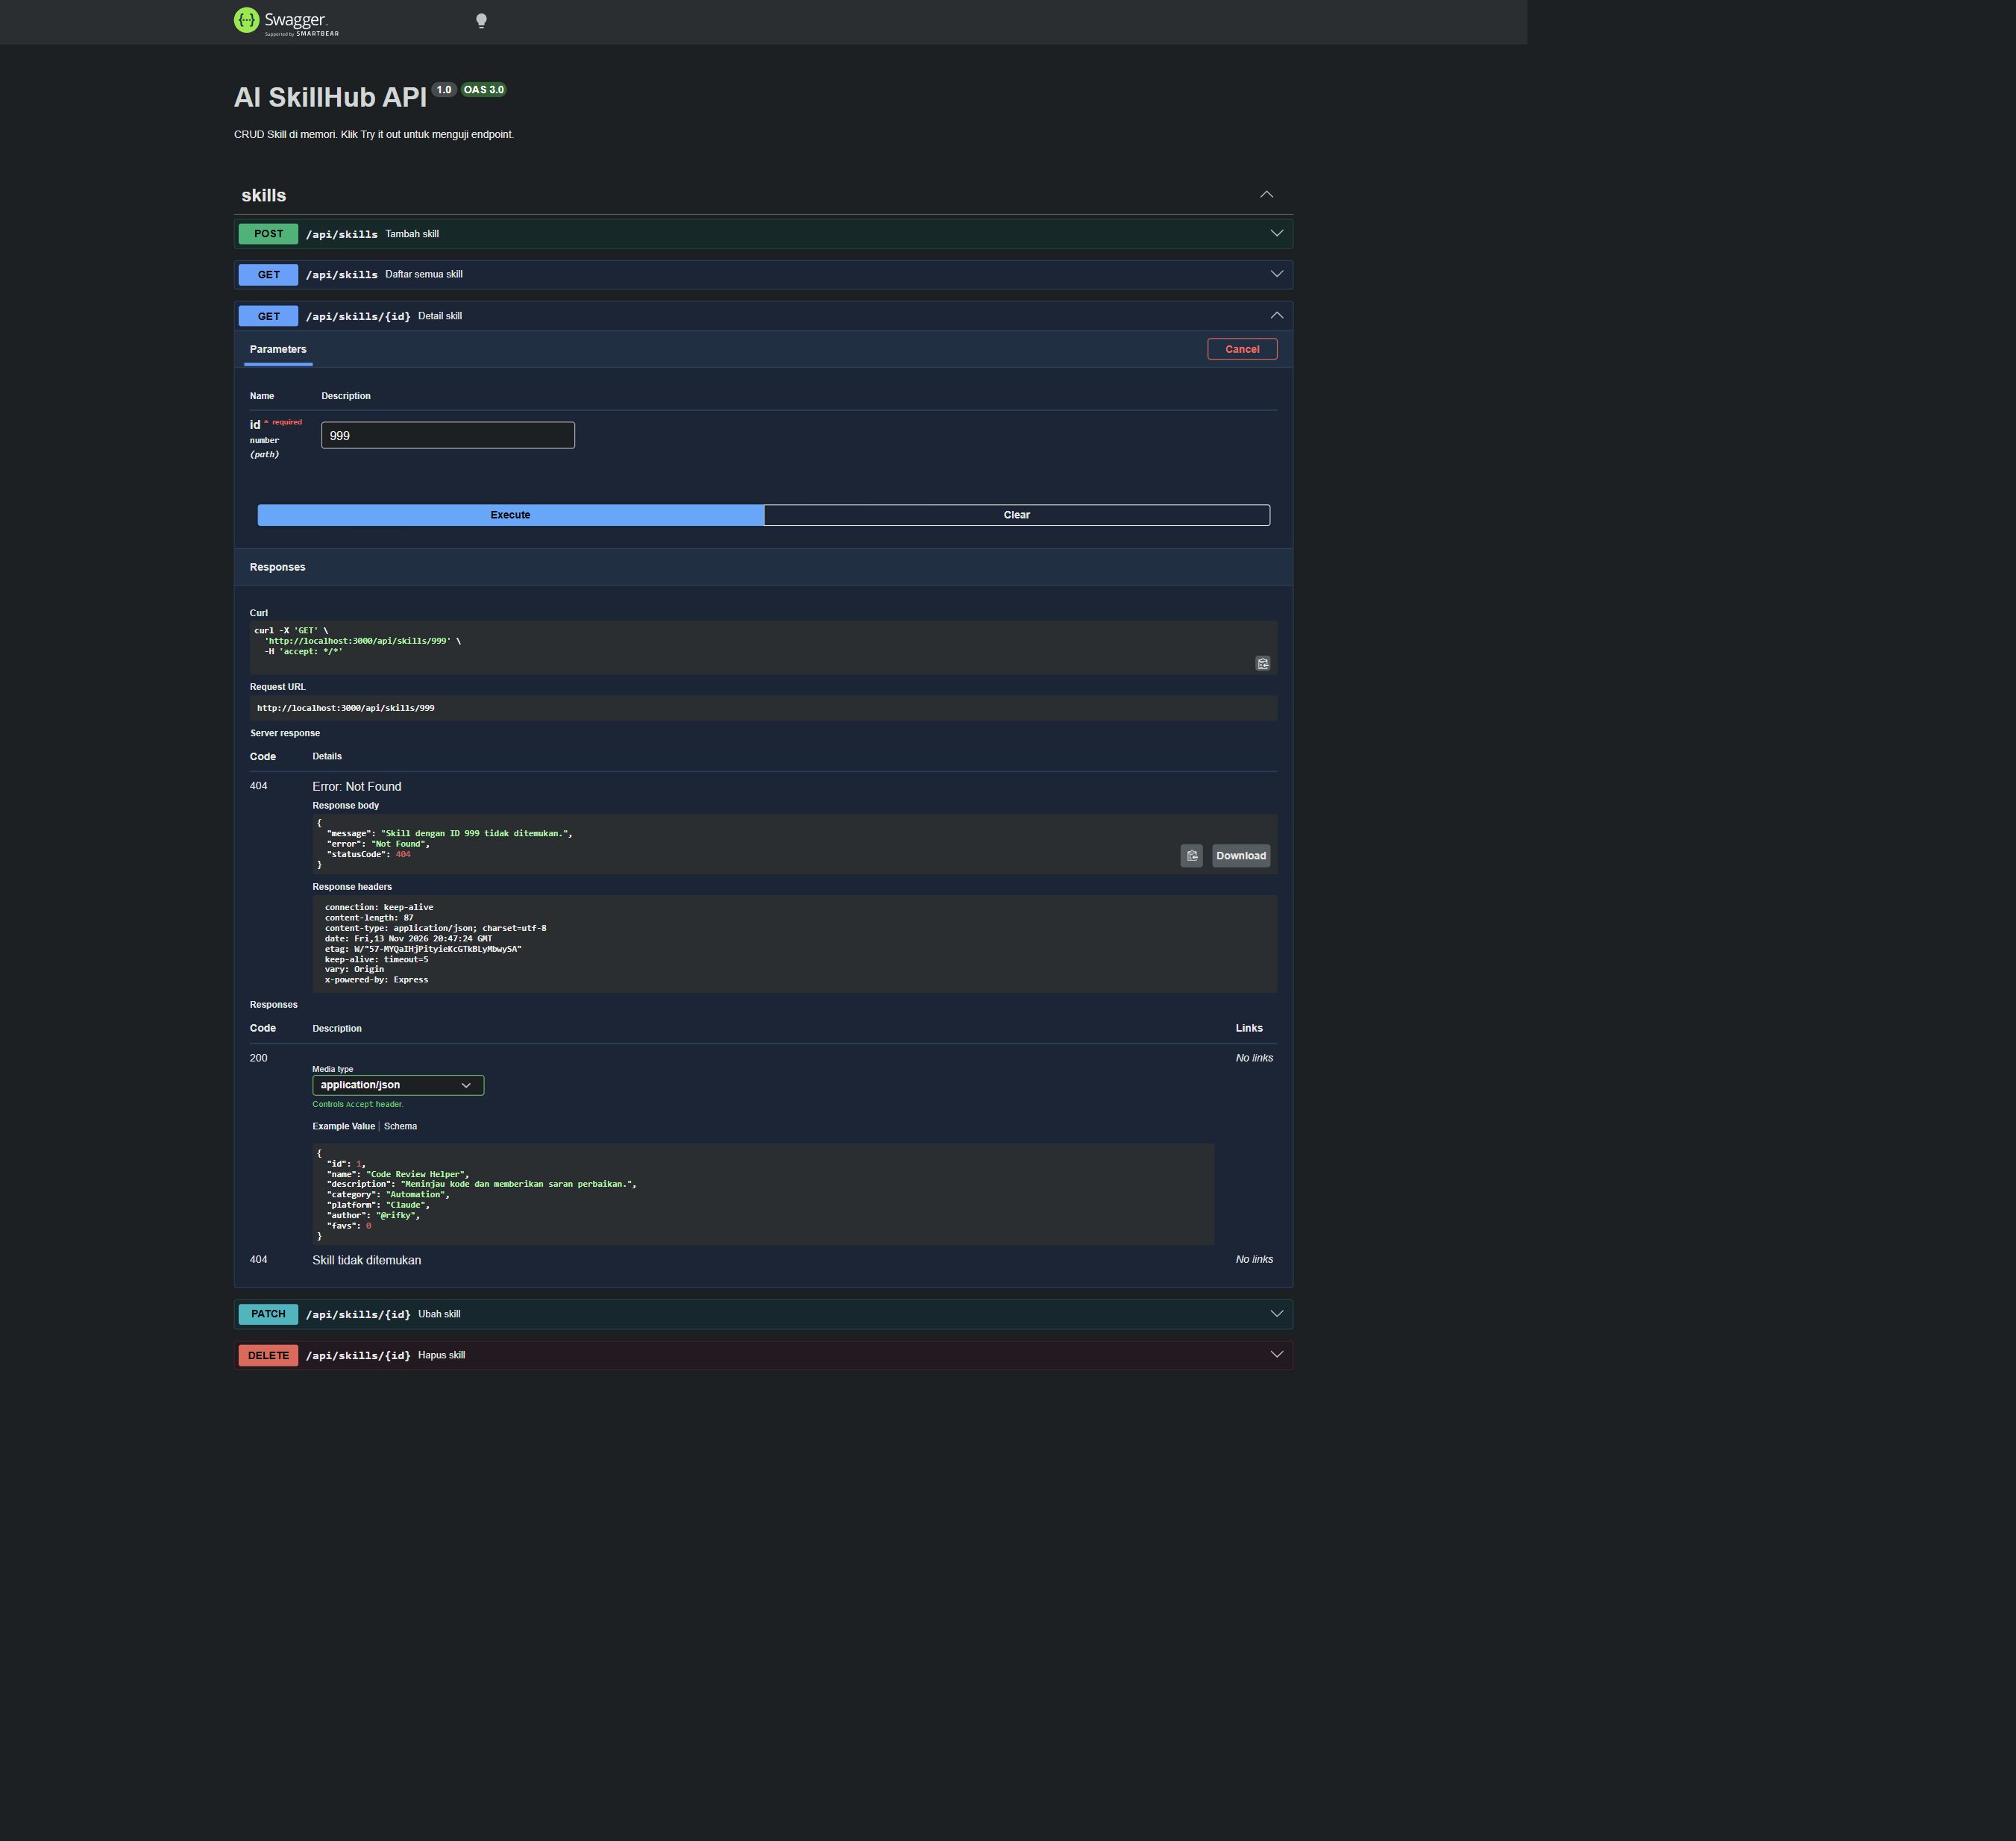 Swagger.
Supported by SMARTBEAR
AI SkillHub API 1.0 OAS 3.0
CRUD Skill di memori. Klik Try it out untuk menguji endpoint.
skills
POST /api/skills Tambah skill
GET /api/skills Daftar semua skill
GET /api/skills/{id} Detail skill
Parameters Cancel
Name Description
id * required
number
(path)
999
Execute Clear
Responses
Curl
curl -X 'GET' \
'http://localhost:3000/api/skills/999' \
-H 'accept: */*'
Request URL
http://localhost:3000/api/skills/999
Server response
Code Details
404 Error: Not Found
Response body
{
"message": "Skill dengan ID 999 tidak ditemukan.",
"error": "Not Found",
"statusCode": 404
}
Download
Response headers
connection: keep-alive
content-length: 87
content-type: application/json; charset=utf-8
date: Fri,13 Nov 2026 20:47:24 GMT
etag: W/"57-MYQaIHjPityieKcGTkBLyMbwySA"
keep-alive: timeout=5
vary: Origin
x-powered-by: Express
Responses
Code Description Links
200 No links
Media type
application/json
Controls Accept header.
Example Value | Schema
{
"id": 1,
"name": "Code Review Helper",
"description": "Meninjau kode dan memberikan saran perbaikan.",
"category": "Automation",
"platform": "Claude",
"author": "@rifky",
"favs": 0
}
404 Skill tidak ditemukan No links
PATCH /api/skills/{id} Ubah skill
DELETE /api/skills/{id} Hapus skill